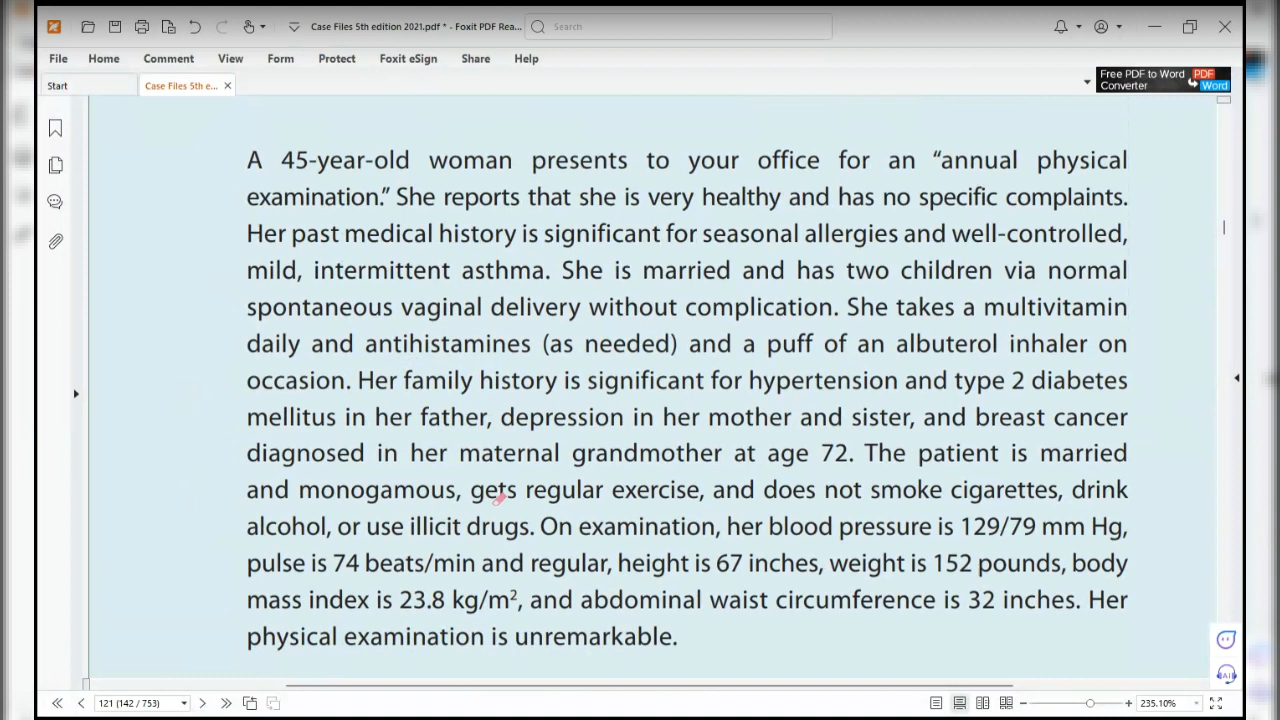 Case Files 5th edition 2021.pdf * - Foxit PDF Rea...
Search
File Home Comment View Form Protect Foxit eSign Share Help
Start
Case Files 5th e...
Free PDF to Word Converter
PDF
Word
A 45-year-old woman presents to your office for an “annual physical
examination.” She reports that she is very healthy and has no specific complaints.
Her past medical history is significant for seasonal allergies and well-controlled,
mild, intermittent asthma. She is married and has two children via normal
spontaneous vaginal delivery without complication. She takes a multivitamin
daily and antihistamines (as needed) and a puff of an albuterol inhaler on
occasion. Her family history is significant for hypertension and type 2 diabetes
mellitus in her father, depression in her mother and sister, and breast cancer
diagnosed in her maternal grandmother at age 72. The patient is married
and monogamous, gets regular exercise, and does not smoke cigarettes, drink
alcohol, or use illicit drugs. On examination, her blood pressure is 129/79 mm Hg,
pulse is 74 beats/min and regular, height is 67 inches, weight is 152 pounds, body
mass index is 23.8 kg/m², and abdominal waist circumference is 32 inches. Her
physical examination is unremarkable.
AI
121 (142 / 753)
235.10%